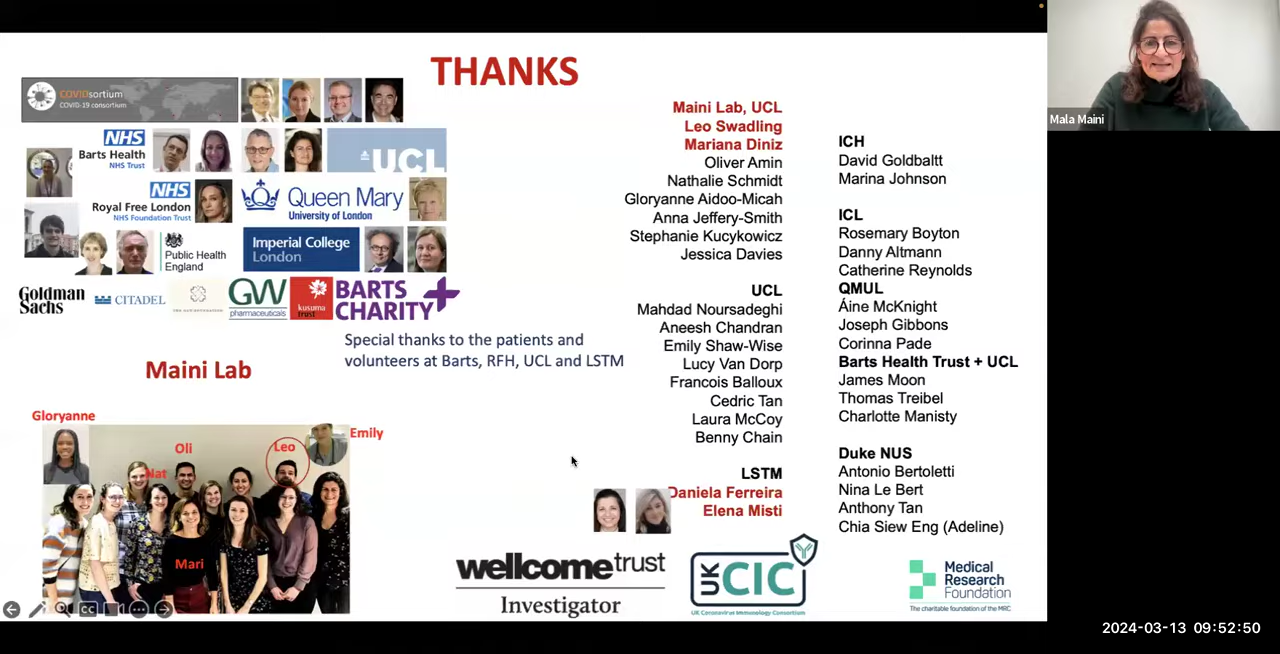 THANKS
COVIDsortium
COVID-19 consortium
NHS
Barts Health
NHS Trust
UCL
NHS
Royal Free London
NHS Foundation Trust
Queen Mary
University of London
Public Health
England
Imperial College
London
Goldman
Sachs
CITADEL
GW
pharmaceuticals
kusuma
trust
BARTS
CHARITY
Special thanks to the patients and
volunteers at Barts, RFH, UCL and LSTM
Maini Lab
Gloryanne
Oli
Nat
Leo
Emily
Mari
Maini Lab, UCL
Leo Swadling
Mariana Diniz
Oliver Amin
Nathalie Schmidt
Gloryanne Aidoo-Micah
Anna Jeffery-Smith
Stephanie Kucykowicz
Jessica Davies
UCL
Mahdad Noursadeghi
Aneesh Chandran
Emily Shaw-Wise
Lucy Van Dorp
Francois Balloux
Cedric Tan
Laura McCoy
Benny Chain
LSTM
Daniela Ferreira
Elena Misti
ICH
David Goldbaltt
Marina Johnson
ICL
Rosemary Boyton
Danny Altmann
Catherine Reynolds
QMUL
Áine McKnight
Joseph Gibbons
Corinna Pade
Barts Health Trust + UCL
James Moon
Thomas Treibel
Charlotte Manisty
Duke NUS
Antonio Bertoletti
Nina Le Bert
Anthony Tan
Chia Siew Eng (Adeline)
wellcometrust
Investigator
UK
CIC
UK Coronavirus Immunology Consortium
Medical
Research
Foundation
The charitable foundation of the MRC
CC
Mala Maini
2024-03-13 09:52:50